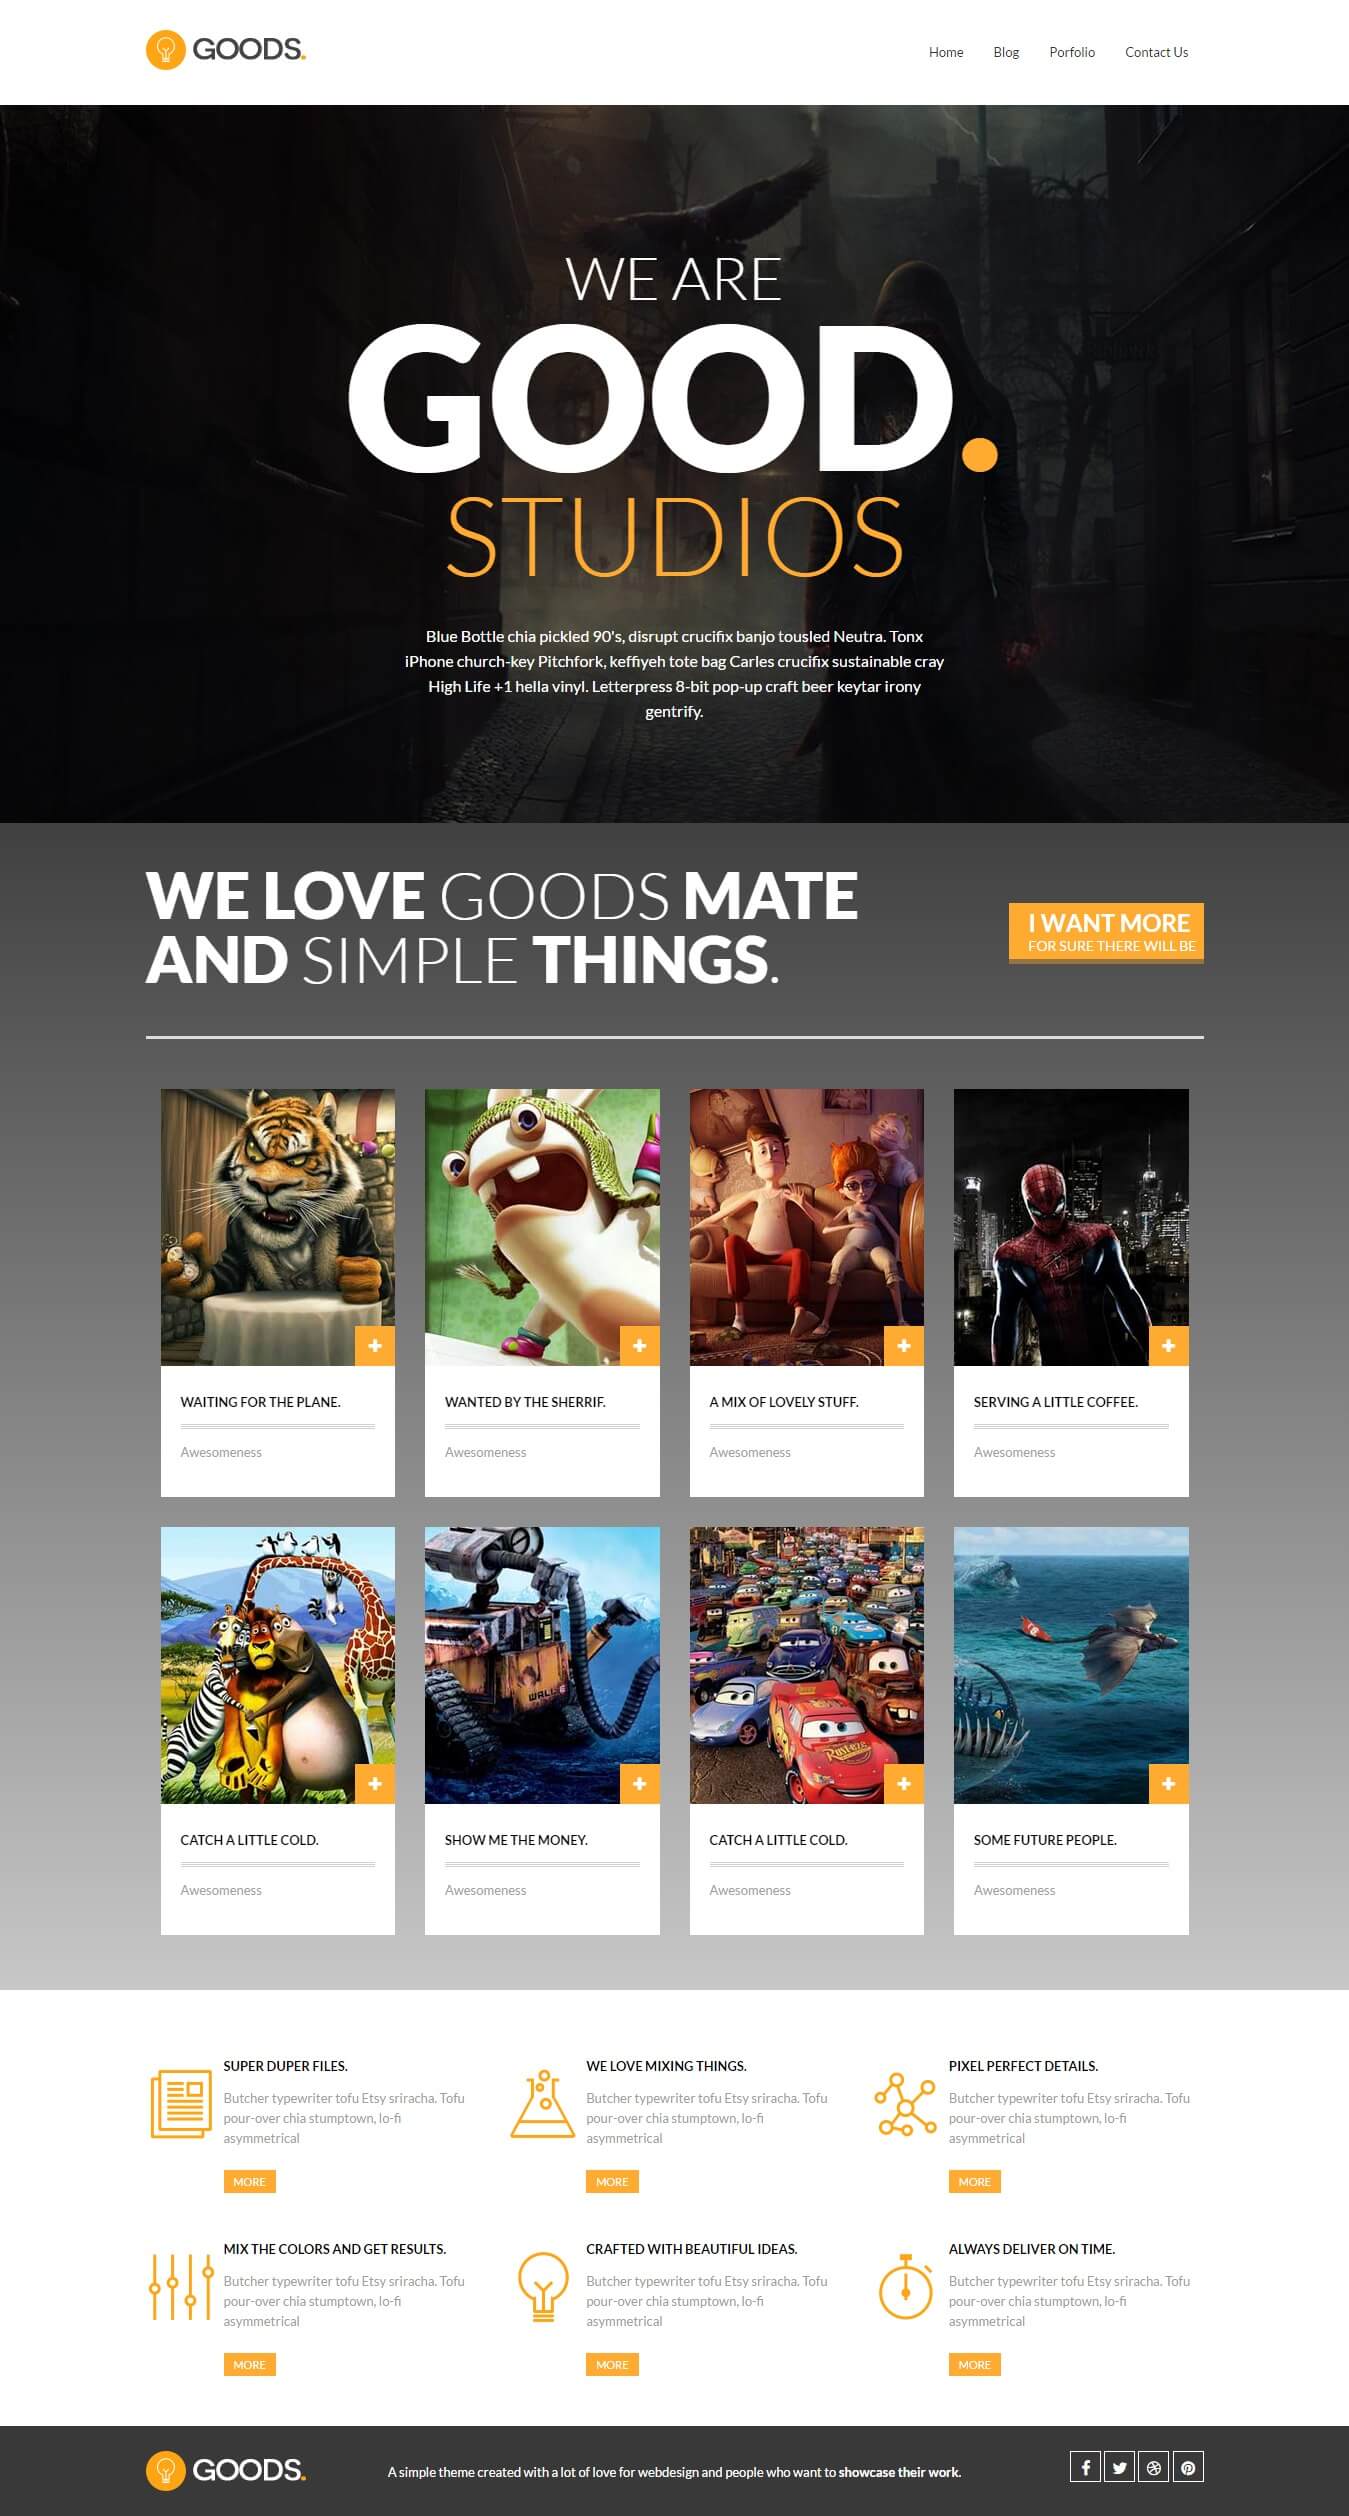 GOODS.
Home Blog Porfolio Contact Us
WE ARE
GOOD.
STUDIOS
Blue Bottle chia pickled 90's, disrupt crucifix banjo tousled Neutra. Tonx
iPhone church-key Pitchfork, keffiyeh tote bag Carles crucifix sustainable cray
High Life +1 hella vinyl. Letterpress 8-bit pop-up craft beer keytar irony
gentrify.
WE LOVE GOODS MATE
AND SIMPLE THINGS.
I WANT MORE
FOR SURE THERE WILL BE
WAITING FOR THE PLANE.
Awesomeness
WANTED BY THE SHERRIF.
Awesomeness
A MIX OF LOVELY STUFF.
Awesomeness
SERVING A LITTLE COFFEE.
Awesomeness
WALL-E
Rust-eze
CATCH A LITTLE COLD.
Awesomeness
SHOW ME THE MONEY.
Awesomeness
CATCH A LITTLE COLD.
Awesomeness
SOME FUTURE PEOPLE.
Awesomeness
SUPER DUPER FILES.
Butcher typewriter tofu Etsy sriracha. Tofu
pour-over chia stumptown, lo-fi
asymmetrical
MORE
WE LOVE MIXING THINGS.
Butcher typewriter tofu Etsy sriracha. Tofu
pour-over chia stumptown, lo-fi
asymmetrical
MORE
PIXEL PERFECT DETAILS.
Butcher typewriter tofu Etsy sriracha. Tofu
pour-over chia stumptown, lo-fi
asymmetrical
MORE
MIX THE COLORS AND GET RESULTS.
Butcher typewriter tofu Etsy sriracha. Tofu
pour-over chia stumptown, lo-fi
asymmetrical
MORE
CRAFTED WITH BEAUTIFUL IDEAS.
Butcher typewriter tofu Etsy sriracha. Tofu
pour-over chia stumptown, lo-fi
asymmetrical
MORE
ALWAYS DELIVER ON TIME.
Butcher typewriter tofu Etsy sriracha. Tofu
pour-over chia stumptown, lo-fi
asymmetrical
MORE
GOODS.
A simple theme created with a lot of love for webdesign and people who want to showcase their work.